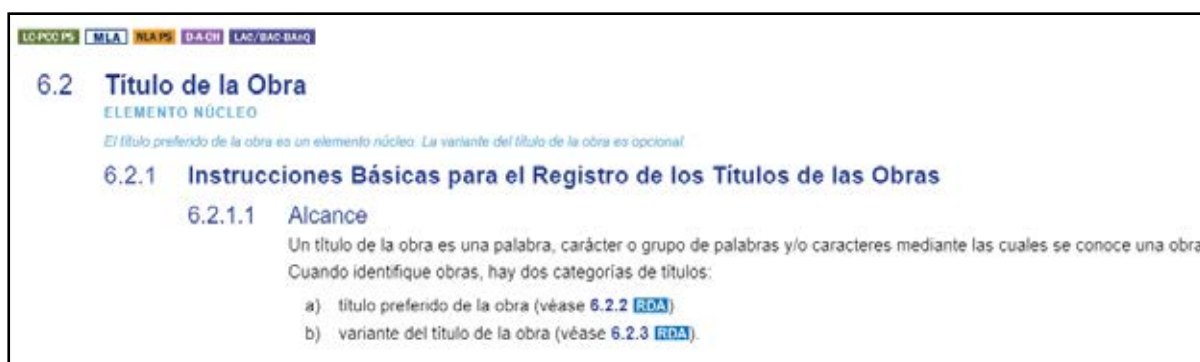 LC-PCC PS MLA NLA PS D-A-CH LAC/BAC-BAnQ
6.2 Título de la Obra
ELEMENTO NÚCLEO
El título preferido de la obra es un elemento núcleo. La variante del título de la obra es opcional.
6.2.1 Instrucciones Básicas para el Registro de los Títulos de las Obras
6.2.1.1 Alcance
Un título de la obra es una palabra, carácter o grupo de palabras y/o caracteres mediante las cuales se conoce una obra
Cuando identifique obras, hay dos categorías de títulos:
a) título preferido de la obra (véase 6.2.2 RDA)
b) variante del título de la obra (véase 6.2.3 RDA).